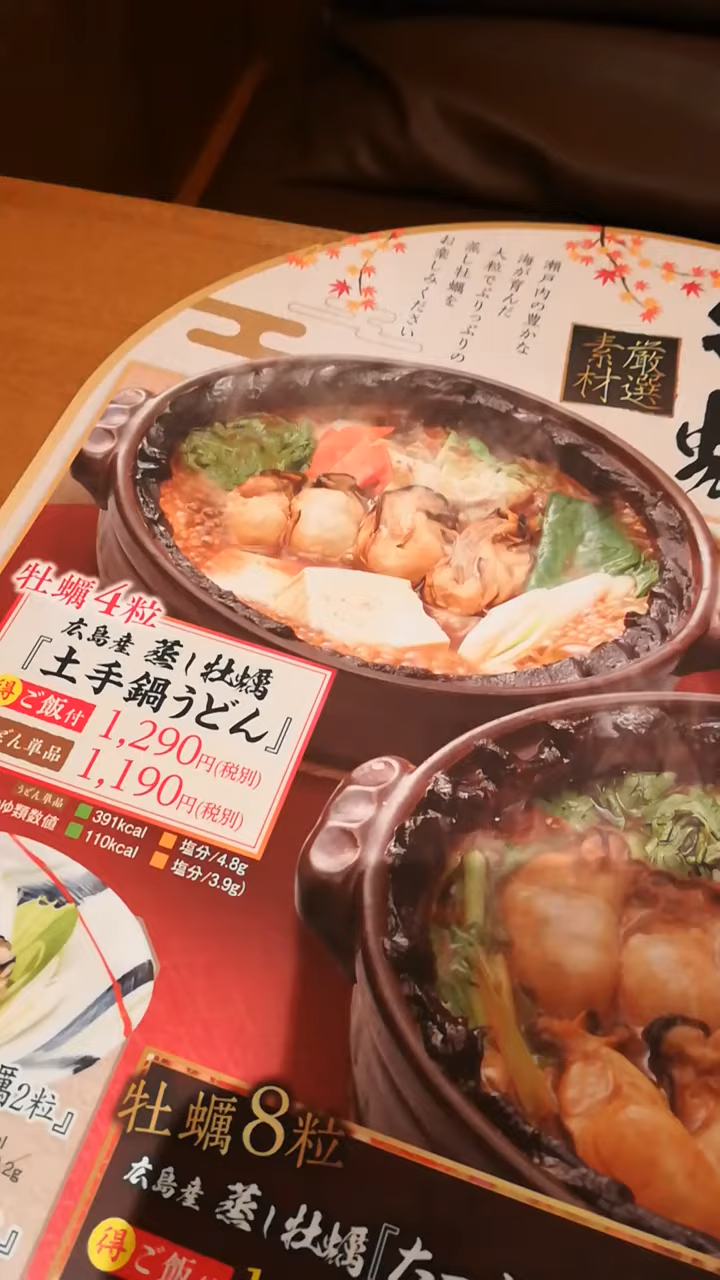 瀬戸内の豊かな
海が育んだ
大粒でぷりっぷりの
蒸し牡蠣を
お楽しみください
厳選
素材
牡蠣4粒
広島産 蒸し牡蠣
『土手鍋うどん』
得 ご飯付 1,290円(税別)
どん単品 1,190円(税別)
うどん単品 391kcal 塩分/4.8g
ゆ類数値 110kcal 塩分/3.9g)
蠣2粒』
2g
牡蠣8粒
広島産 蒸し牡蠣『
得 ご飯